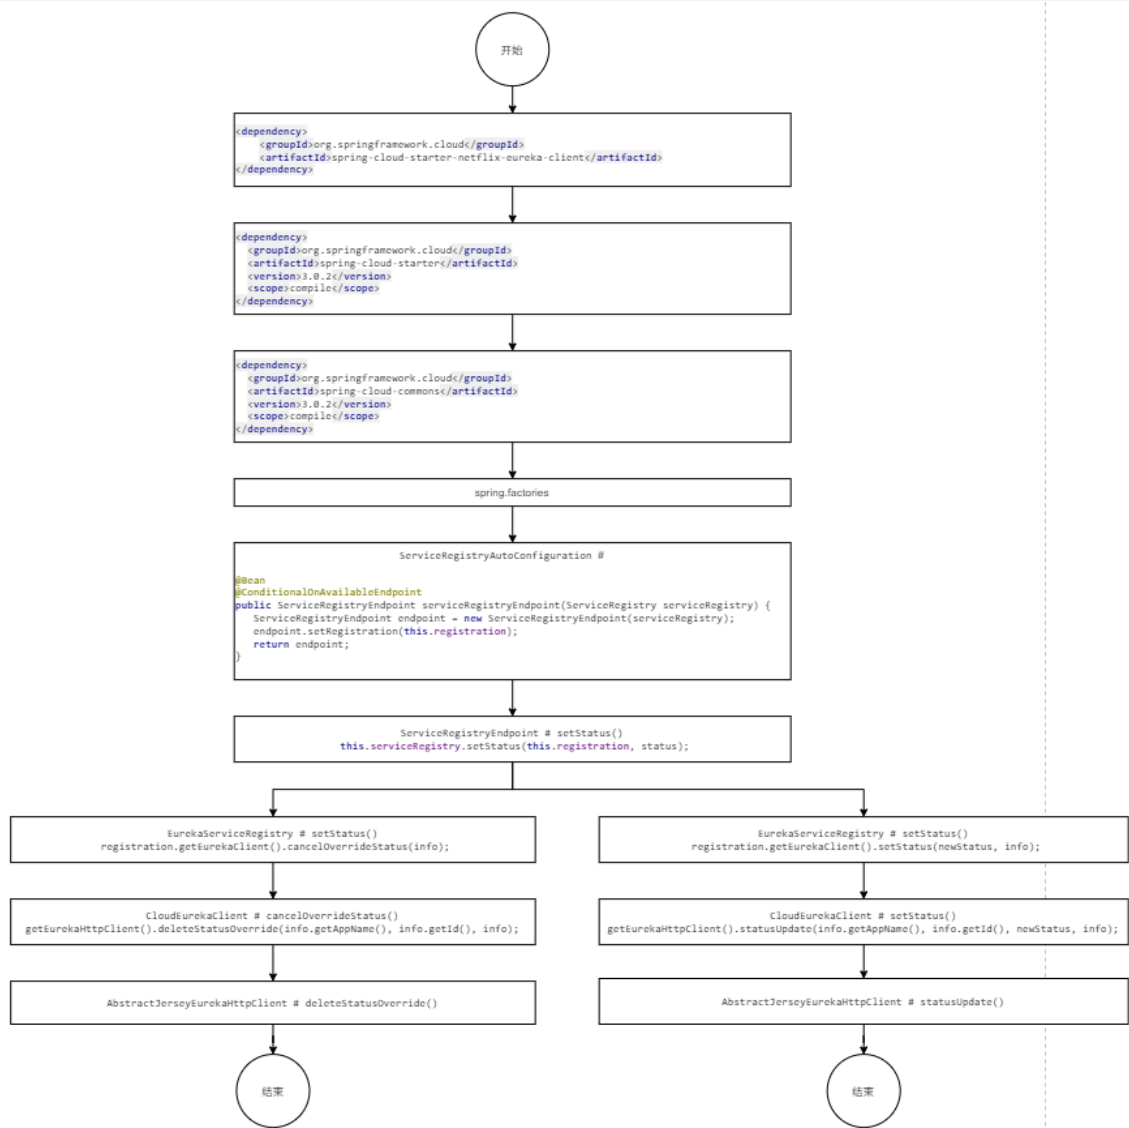 开始
<dependency>
    <groupId>org.springframework.cloud</groupId>
    <artifactId>spring-cloud-starter-netflix-eureka-client</artifactId>
</dependency>
<dependency>
  <groupId>org.springframework.cloud</groupId>
  <artifactId>spring-cloud-starter</artifactId>
  <version>3.0.2</version>
  <scope>compile</scope>
</dependency>
<dependency>
  <groupId>org.springframework.cloud</groupId>
  <artifactId>spring-cloud-commons</artifactId>
  <version>3.0.2</version>
  <scope>compile</scope>
</dependency>
spring.factories
ServiceRegistryAutoConfiguration #
@Bean
@ConditionalOnAvailableEndpoint
public ServiceRegistryEndpoint serviceRegistryEndpoint(ServiceRegistry serviceRegistry) {
   ServiceRegistryEndpoint endpoint = new ServiceRegistryEndpoint(serviceRegistry);
   endpoint.setRegistration(this.registration);
   return endpoint;
}
ServiceRegistryEndpoint # setStatus()
this.serviceRegistry.setStatus(this.registration, status);
EurekaServiceRegistry # setStatus()
registration.getEurekaClient().cancelOverrideStatus(info);
CloudEurekaClient # cancelOverrideStatus()
getEurekaHttpClient().deleteStatusOverride(info.getAppName(), info.getId(), info);
AbstractJerseyEurekaHttpClient # deleteStatusOverride()
结束
EurekaServiceRegistry # setStatus()
registration.getEurekaClient().setStatus(newStatus, info);
CloudEurekaClient # setStatus()
getEurekaHttpClient().statusUpdate(info.getAppName(), info.getId(), newStatus, info);
AbstractJerseyEurekaHttpClient # statusUpdate()
结束